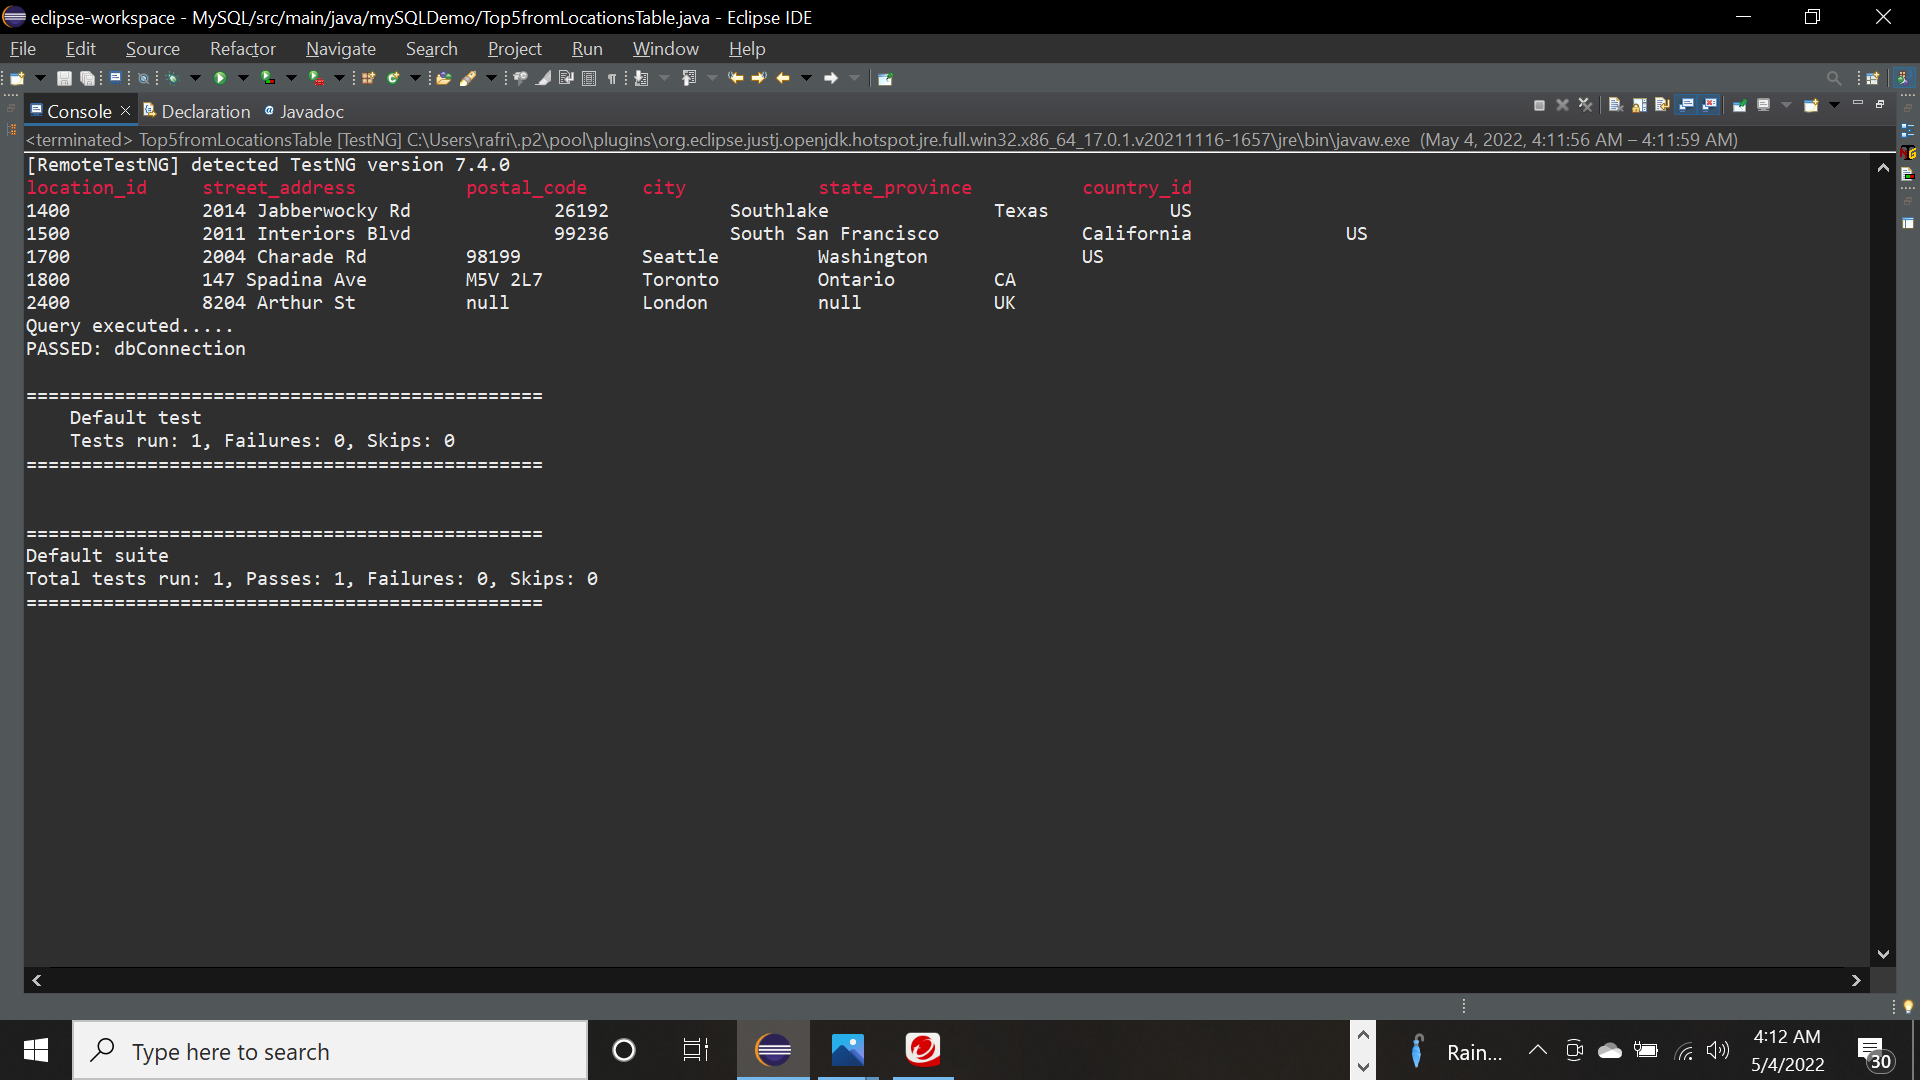 eclipse-workspace - MySQL/src/main/java/mySQLDemo/Top5fromLocationsTable.java - Eclipse IDE
File Edit Source Refactor Navigate Search Project Run Window Help
Console Declaration Javadoc
<terminated> Top5fromLocationsTable [TestNG] C:\Users\rafri\.p2\pool\plugins\org.eclipse.justj.openjdk.hotspot.jre.full.win32.x86_64_17.0.1.v20211116-1657\jre\bin\javaw.exe (May 4, 2022, 4:11:56 AM – 4:11:59 AM)
[RemoteTestNG] detected TestNG version 7.4.0
location_id street_address postal_code city state_province country_id
1400 2014 Jabberwocky Rd 26192 Southlake Texas US
1500 2011 Interiors Blvd 99236 South San Francisco California US
1700 2004 Charade Rd 98199 Seattle Washington US
1800 147 Spadina Ave M5V 2L7 Toronto Ontario CA
2400 8204 Arthur St null London null UK
Query executed.....
PASSED: dbConnection
===============================================
Default test
Tests run: 1, Failures: 0, Skips: 0
===============================================
===============================================
Default suite
Total tests run: 1, Passes: 1, Failures: 0, Skips: 0
===============================================
Type here to search
Rain...
4:12 AM
5/4/2022
30